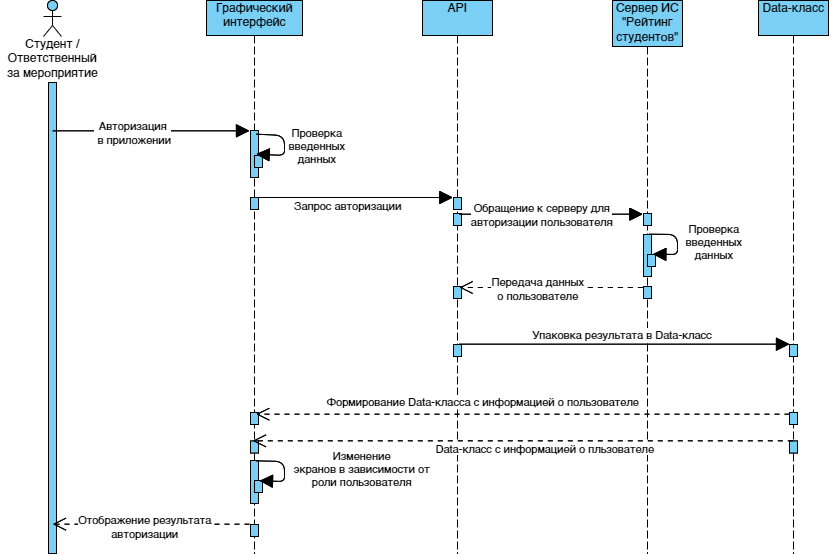 Графический
интерфейс
API
Сервер ИС
"Рейтинг
студентов"
Data-класс
Студент /
Ответственный
за мероприятие
Авторизация
в приложении
Проверка
введенных
данных
Запрос авторизации
Обращение к серверу для
авторизации пользователя
Проверка
введенных
данных
Передача данных
о пользователе
Упаковка результата в Data-класс
Формирование Data-класса с информацией о пользователе
Data-класс с информацией о плльзователе
Изменение
экранов в зависимости от
роли пользователя
Отображение результата
авторизации